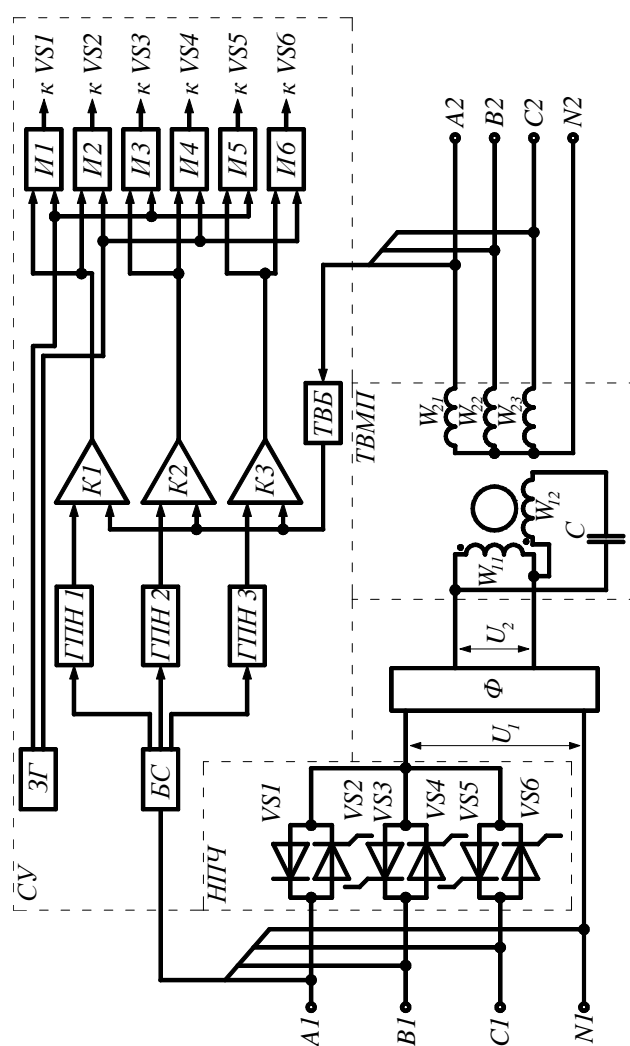 СУ
ЗГ
БС
ГПН 1
ГПН 2
ГПН 3
К1
К2
К3
ТВБ
И1
И2
И3
И4
И5
И6
к VS1
к VS2
к VS3
к VS4
к VS5
к VS6
НПЧ
VS1
VS2
VS3
VS4
VS5
VS6
A1
B1
C1
N1
U1
Ф
U2
ТВМП
W11
W12
C
W21
W22
W23
A2
B2
C2
N2